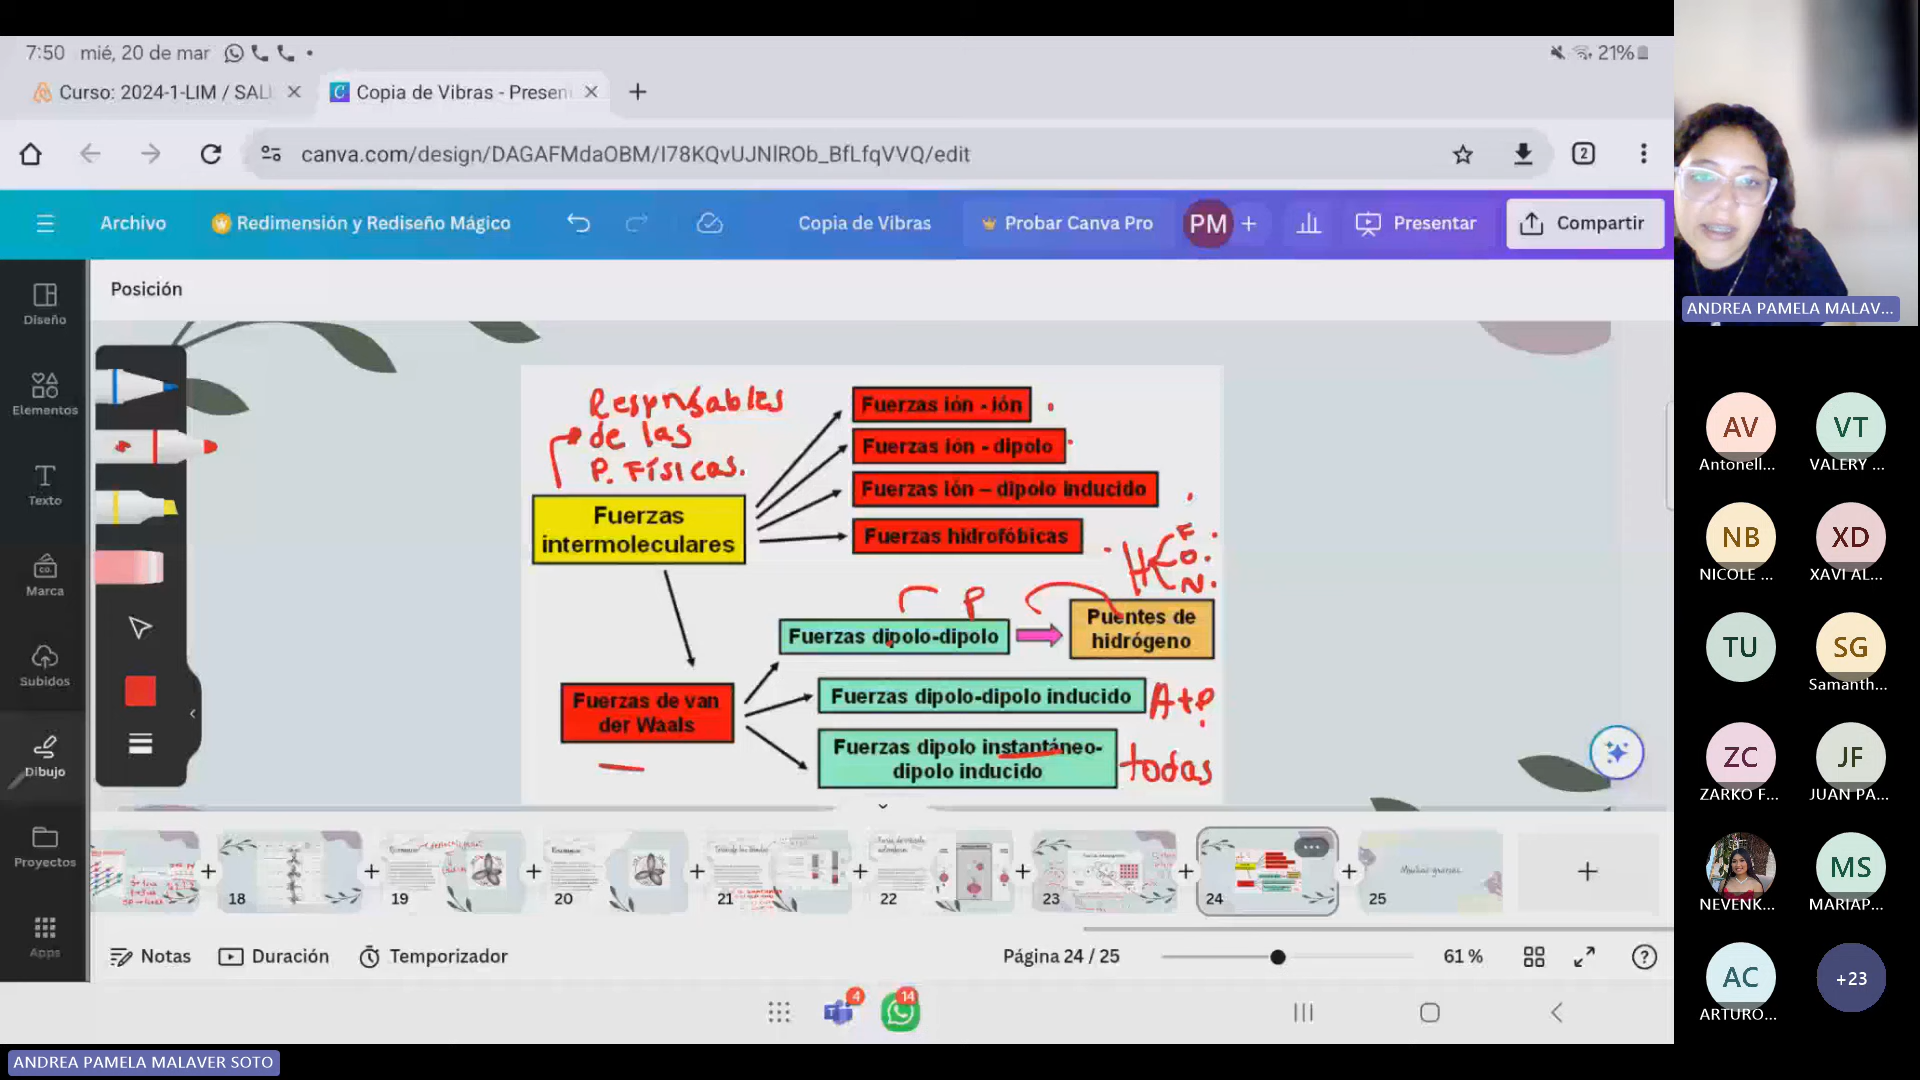 7:50 mié, 20 de mar
21%
Curso: 2024-1-LIM / SAL
Copia de Vibras - Presen
canva.com/design/DAGAFMdaOBM/I78KQvUJNlROb_BfLfqVVQ/edit
2
Archivo
Redimensión y Rediseño Mágico
Copia de Vibras
Probar Canva Pro
PM
Presentar
Compartir
Posición
Diseño
Elementos
Texto
Marca
Subidos
Dibujo
Proyectos
Apps
Responsables
de las
P. Físicas.
Fuerzas
intermoleculares
Fuerzas ión - ión
Fuerzas ión - dipolo
Fuerzas ión – dipolo inducido
Fuerzas hidrofóbicas
H
F
O
N
P
Fuerzas dipolo-dipolo
Puentes de
hidrógeno
Fuerzas de van
der Waals
Fuerzas dipolo-dipolo inducido
A+P
Fuerzas dipolo instantáneo-
dipolo inducido
todas
18
19
20
21
22
23
24
25
Muchas gracias
Notas
Duración
Temporizador
Página 24 / 25
61 %
4
14
ANDREA PAMELA MALAVER SOTO
ANDREA PAMELA MALAV...
AV
Antonell...
VT
VALERY ...
NB
NICOLE ...
XD
XAVI AL...
TU
SG
Samanth...
ZC
ZARKO F...
JF
JUAN PA...
NEVENK...
MS
MARIAP...
AC
ARTURO...
+23